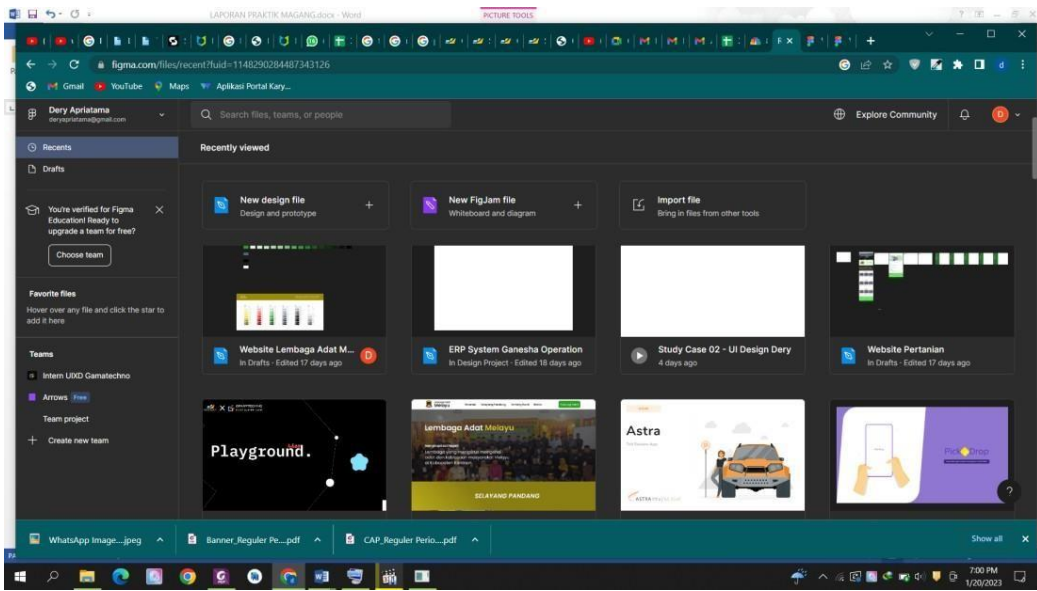 LAPORAN PRAKTIK MAGANG.docx - Word
PICTURE TOOLS
figma.com/files/recent?fuid=1148290284487343126
Gmail
YouTube
Maps
Aplikasi Portal Kary...
Dery Apriatama
deryapriatama@gmail.com
Search files, teams, or people
Explore Community
D
Recents
Recently viewed
Drafts
You're verified for Figma
Education! Ready to
upgrade a team for free?
Choose team
New design file
Design and prototype
New FigJam file
Whiteboard and diagram
Import file
Bring in files from other tools
Favorite files
Hover over any file and click the star to
add it here
Website Lembaga Adat M...
In Drafts · Edited 17 days ago
D
ERP System Ganesha Operation
In Design Project · Edited 18 days ago
Study Case 02 - UI Design Dery
4 days ago
Website Pertanian
In Drafts · Edited 17 days ago
Teams
Intern UIXD Gamatechno
Arrows Free
Team project
Create new team
Playground.
Lembaga Adat Melayu
SELAYANG PANDANG
Astra
Pick Drop
?
WhatsApp Image....jpeg
Banner_Reguler Pe....pdf
CAP_Reguler Perio....pdf
Show all
7:00 PM
1/20/2023